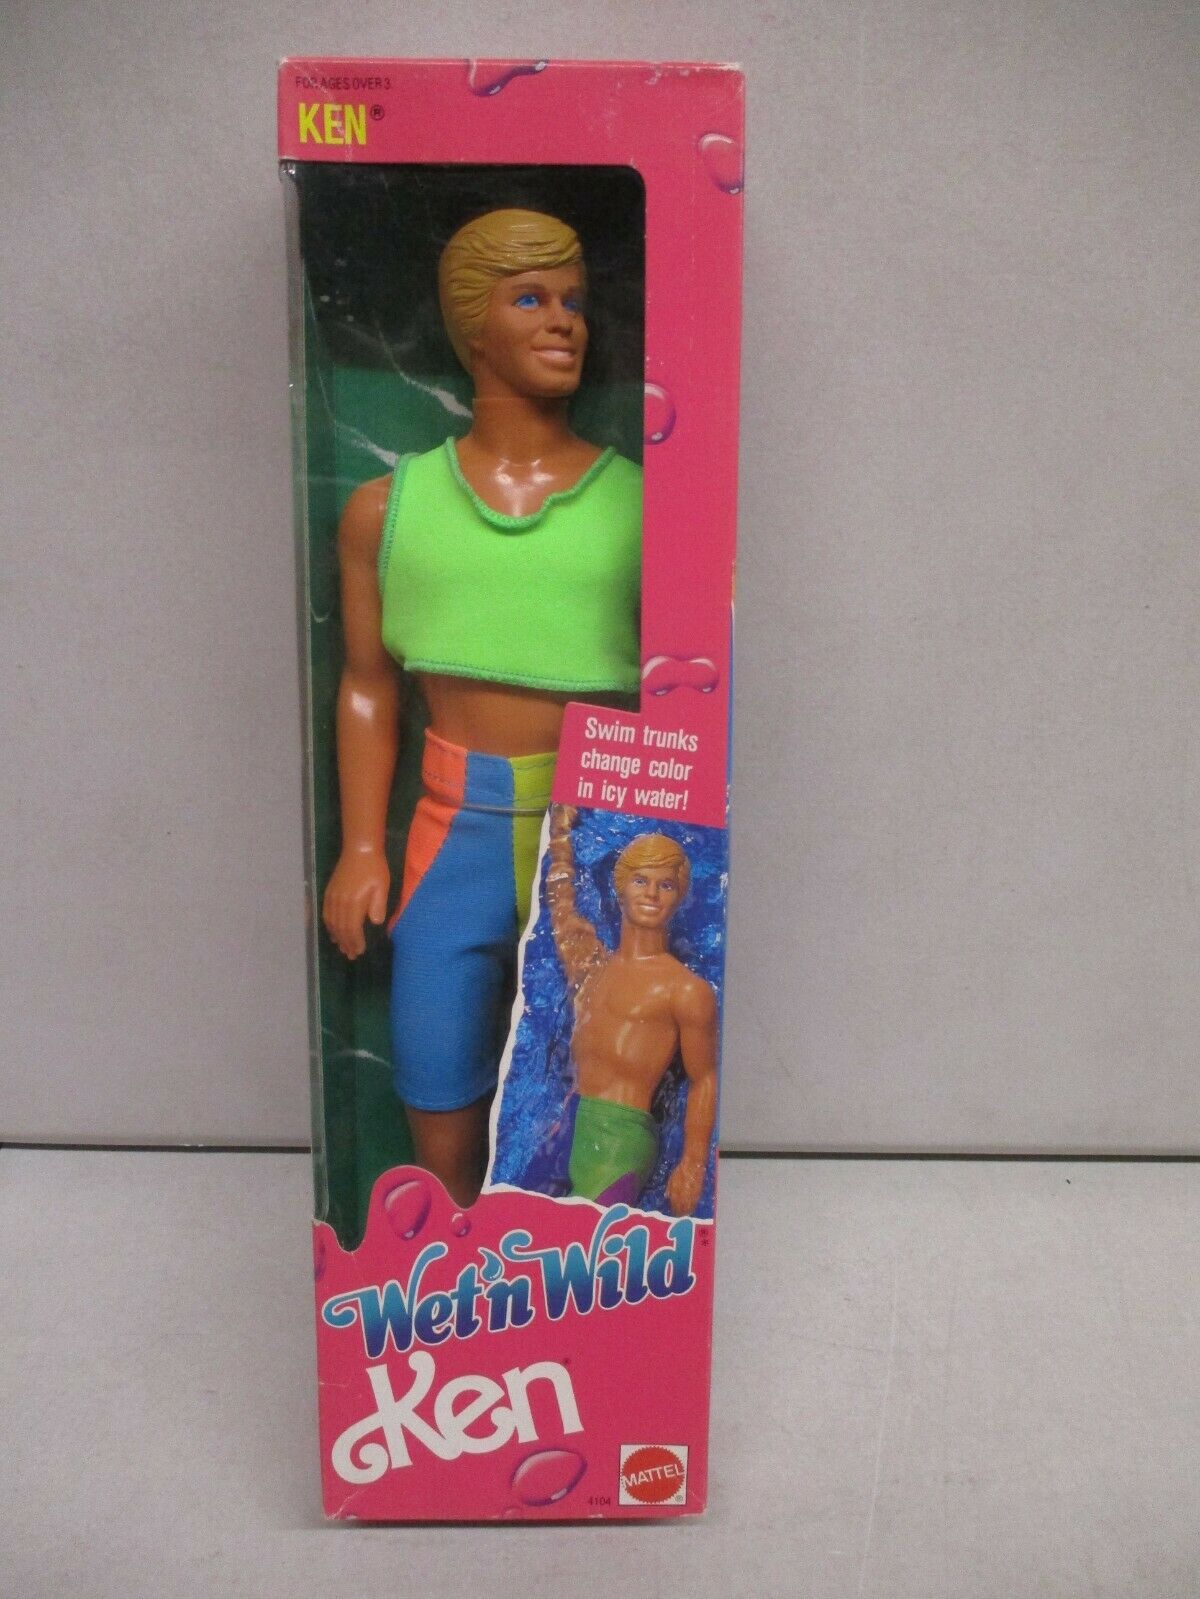 FOR AGES OVER 3
KEN®
Swim trunks
change color
in icy water!
Wet'n Wild®*
Ken®
4104
MATTEL®